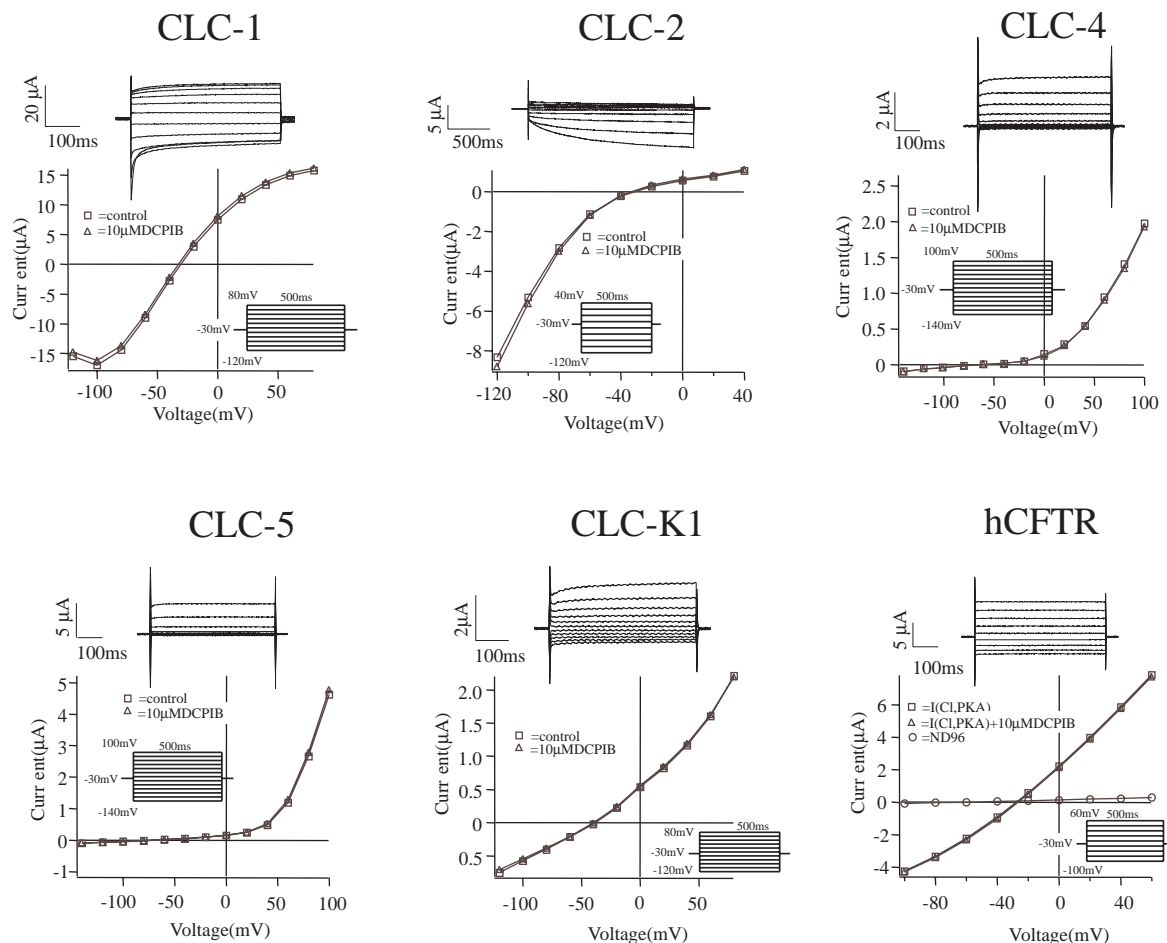 CLC-1
20 µA
100ms
15
10
5
0
-5
-10
-15
Curr ent(µA)
=control
=10µMDCPIB
80mV
500ms
-30mV
-120mV
-100
-50
0
50
Voltage(mV)
CLC-2
5 µA
500ms
0
-2
-4
-6
-8
Curr ent(µA)
=control
=10µMDCPIB
40mV
500ms
-30mV
-120mV
-120
-80
-40
0
40
Voltage(mV)
CLC-4
2 µA
100ms
2.5
2.0
1.5
1.0
0.5
0
Curr ent(µA)
=control
=10µMDCPIB
100mV
500ms
-30mV
-140mV
-100
-50
0
50
100
Voltage(mV)
CLC-5
5 µA
100ms
5
4
3
2
1
0
-1
Curr ent(µA)
=control
=10µMDCPIB
100mV
500ms
-30mV
-140mV
-100
-50
0
50
100
Voltage(mV)
CLC-K1
2µA
100ms
2.0
1.5
1.0
0.5
0
0.5
Curr ent(µA)
=control
=10µMDCPIB
80mV
500ms
-30mV
-120mV
-100
-50
0
50
Voltage(mV)
hCFTR
5 µA
100ms
6
4
2
0
-2
-4
Curr ent(µA)
=I(Cl,PKA)
=I(Cl,PKA)+10µMDCPIB
=ND96
60mV
500ms
-30mV
-100mV
-80
-40
0
40
Voltage(mV)